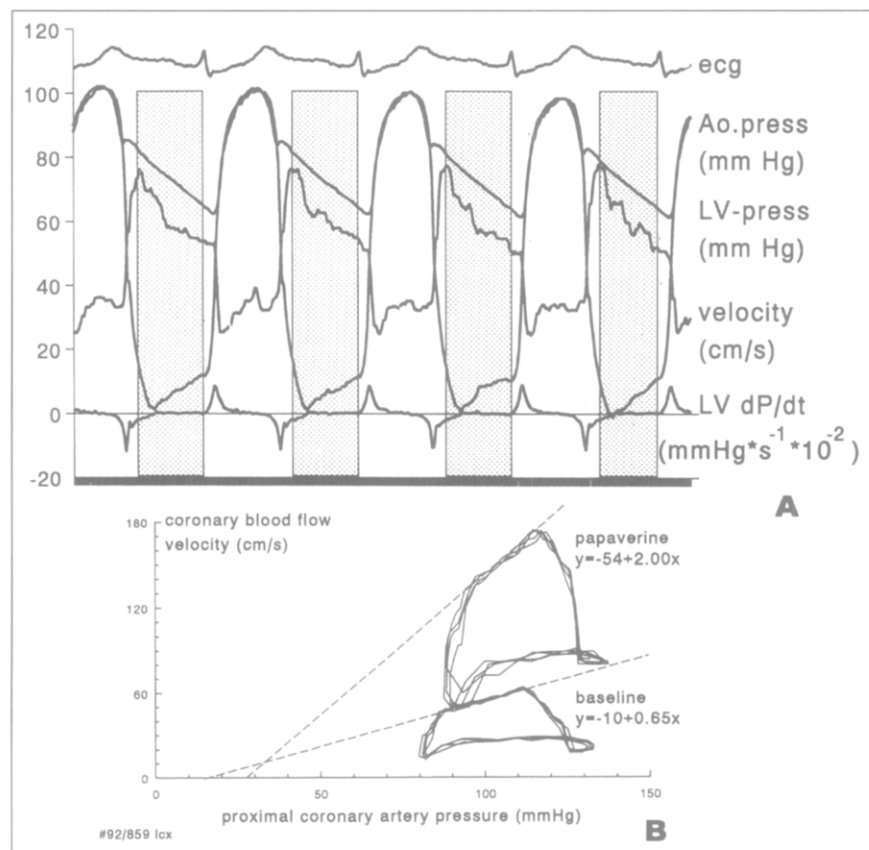 120
100
80
60
40
20
0
-20
ecg
Ao.press
(mm Hg)
LV-press
(mm Hg)
velocity
(cm/s)
LV dP/dt
(mmHg*s⁻¹*10⁻²)
A
coronary blood flow
velocity (cm/s)
180
120
60
0
papaverine
y=-54+2.00x
baseline
y=-10+0.65x
0 50 100 150
proximal coronary artery pressure (mmHg)
#92/859 lcx
B